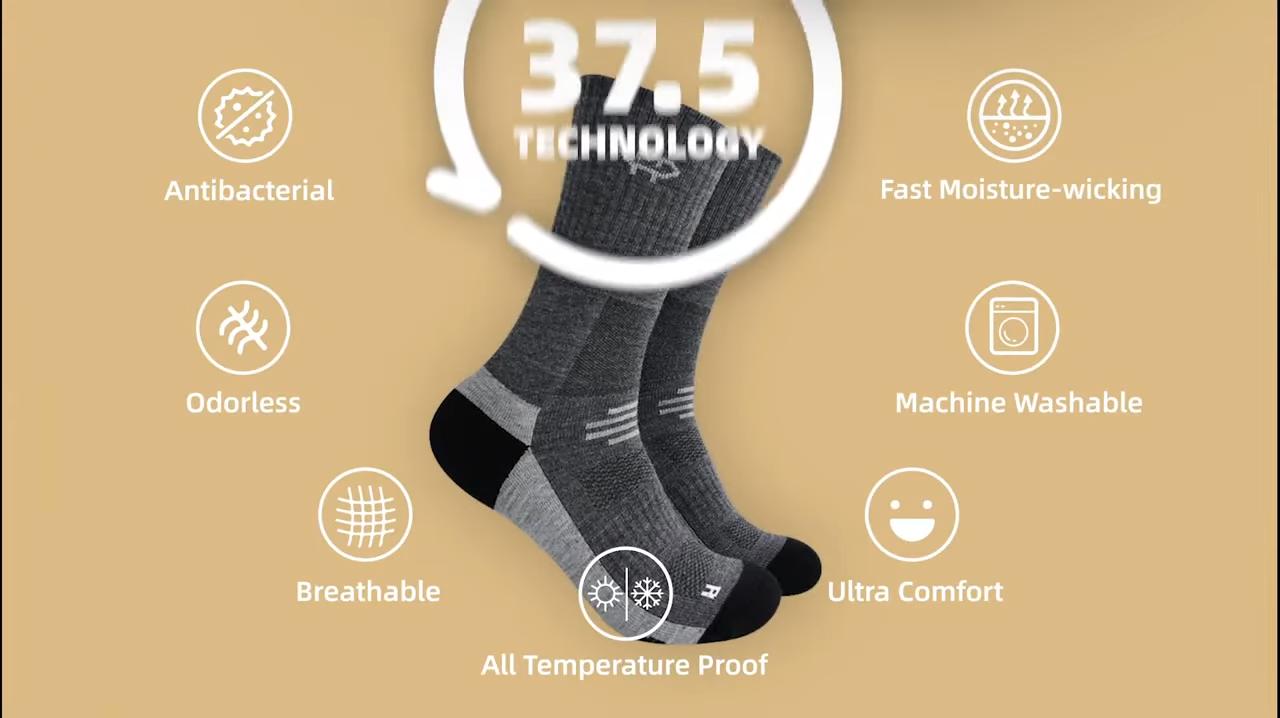 37.5
TECHNOLOGY
Antibacterial
Fast Moisture-wicking
Odorless
Machine Washable
Breathable
Ultra Comfort
R
All Temperature Proof